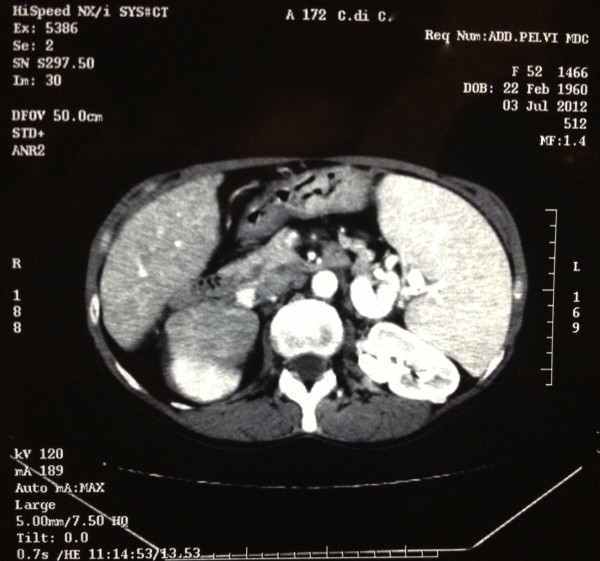 HiSpeed NX/i SYS#CT
Ex: 5386
Se: 2
SN S297.50
Im: 30
DFOV 50.0cm
STD+
ANR2
A 172 C.di C.
Req Num:ADD.PELVI MDC
F 52 1466
DOB: 22 Feb 1960
03 Jul 2012
512
MF:1.4
R
1
8
8
L
1
6
9
kV 120
mA 189
Auto mA:MAX
Large
5.00mm/7.50 HQ
Tilt: 0.0
0.7s /HE 11:14:53/13.53